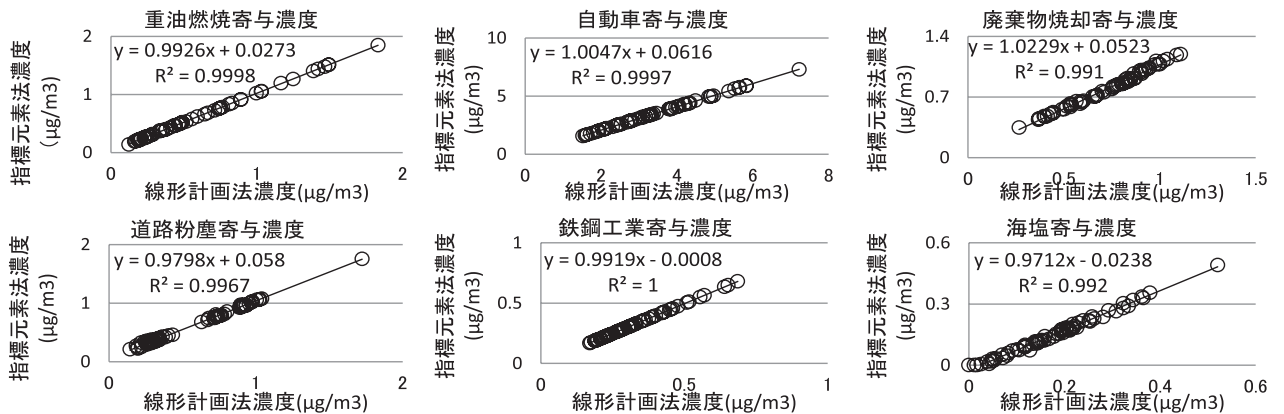 重油燃焼寄与濃度
指標元素法濃度
(μg/m3)
2
1
0
y = 0.9926x + 0.0273
R² = 0.9998
0
1
2
線形計画法濃度(μg/m3)
自動車寄与濃度
指標元素法濃度
(μg/m3)
10
5
0
y = 1.0047x + 0.0616
R² = 0.9997
0
2
4
6
8
線形計画法濃度(μg/m3)
廃棄物焼却寄与濃度
指標元素法濃度
(μg/m3)
1.4
0.7
0
y = 1.0229x + 0.0523
R² = 0.991
0
0.5
1
1.5
線形計画法濃度(μg/m3)
道路粉塵寄与濃度
指標元素法濃度
(μg/m3)
2
1
0
y = 0.9798x + 0.058
R² = 0.9967
0
1
2
線形計画法濃度(μg/m3)
鉄鋼工業寄与濃度
指標元素法濃度
(μg/m3)
1
0.5
0
y = 0.9919x - 0.0008
R² = 1
0
0.5
1
線形計画法濃度(μg/m3)
海塩寄与濃度
指標元素法濃度
(μg/m3)
0.6
0.3
0
y = 0.9712x - 0.0238
R² = 0.992
0
0.2
0.4
0.6
線形計画法濃度(μg/m3)